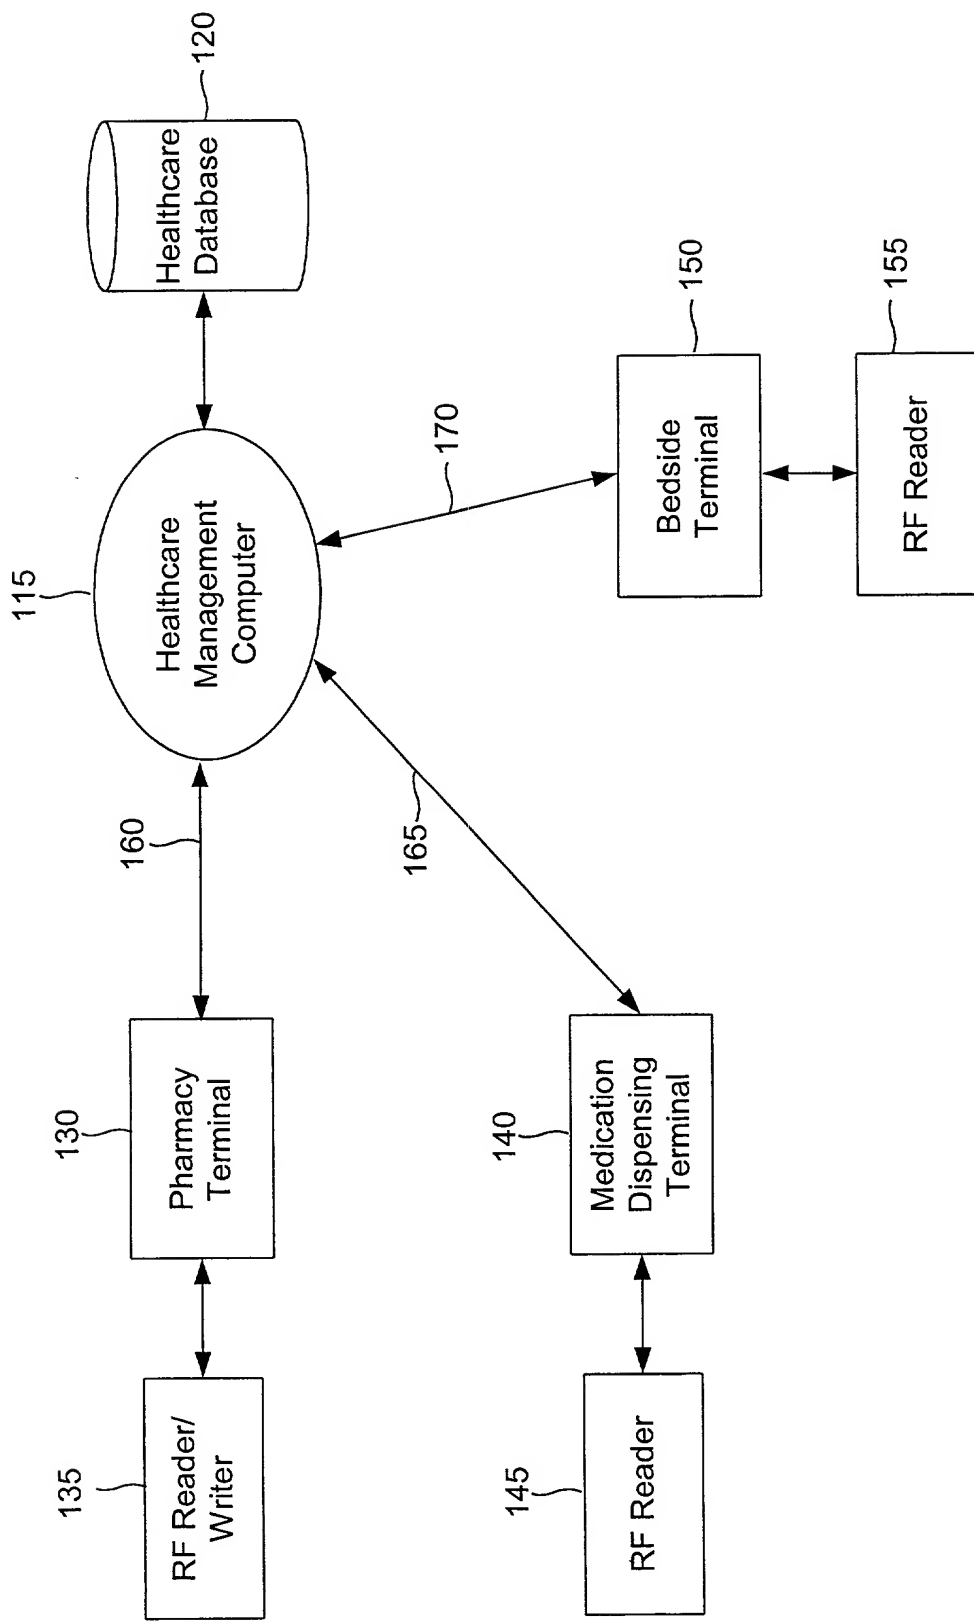 120
Healthcare
Database
115
Healthcare
Management
Computer
160
170
165
150
Bedside
Terminal
155
RF Reader
130
Pharmacy
Terminal
140
Medication
Dispensing
Terminal
135
RF Reader/
Writer
145
RF Reader